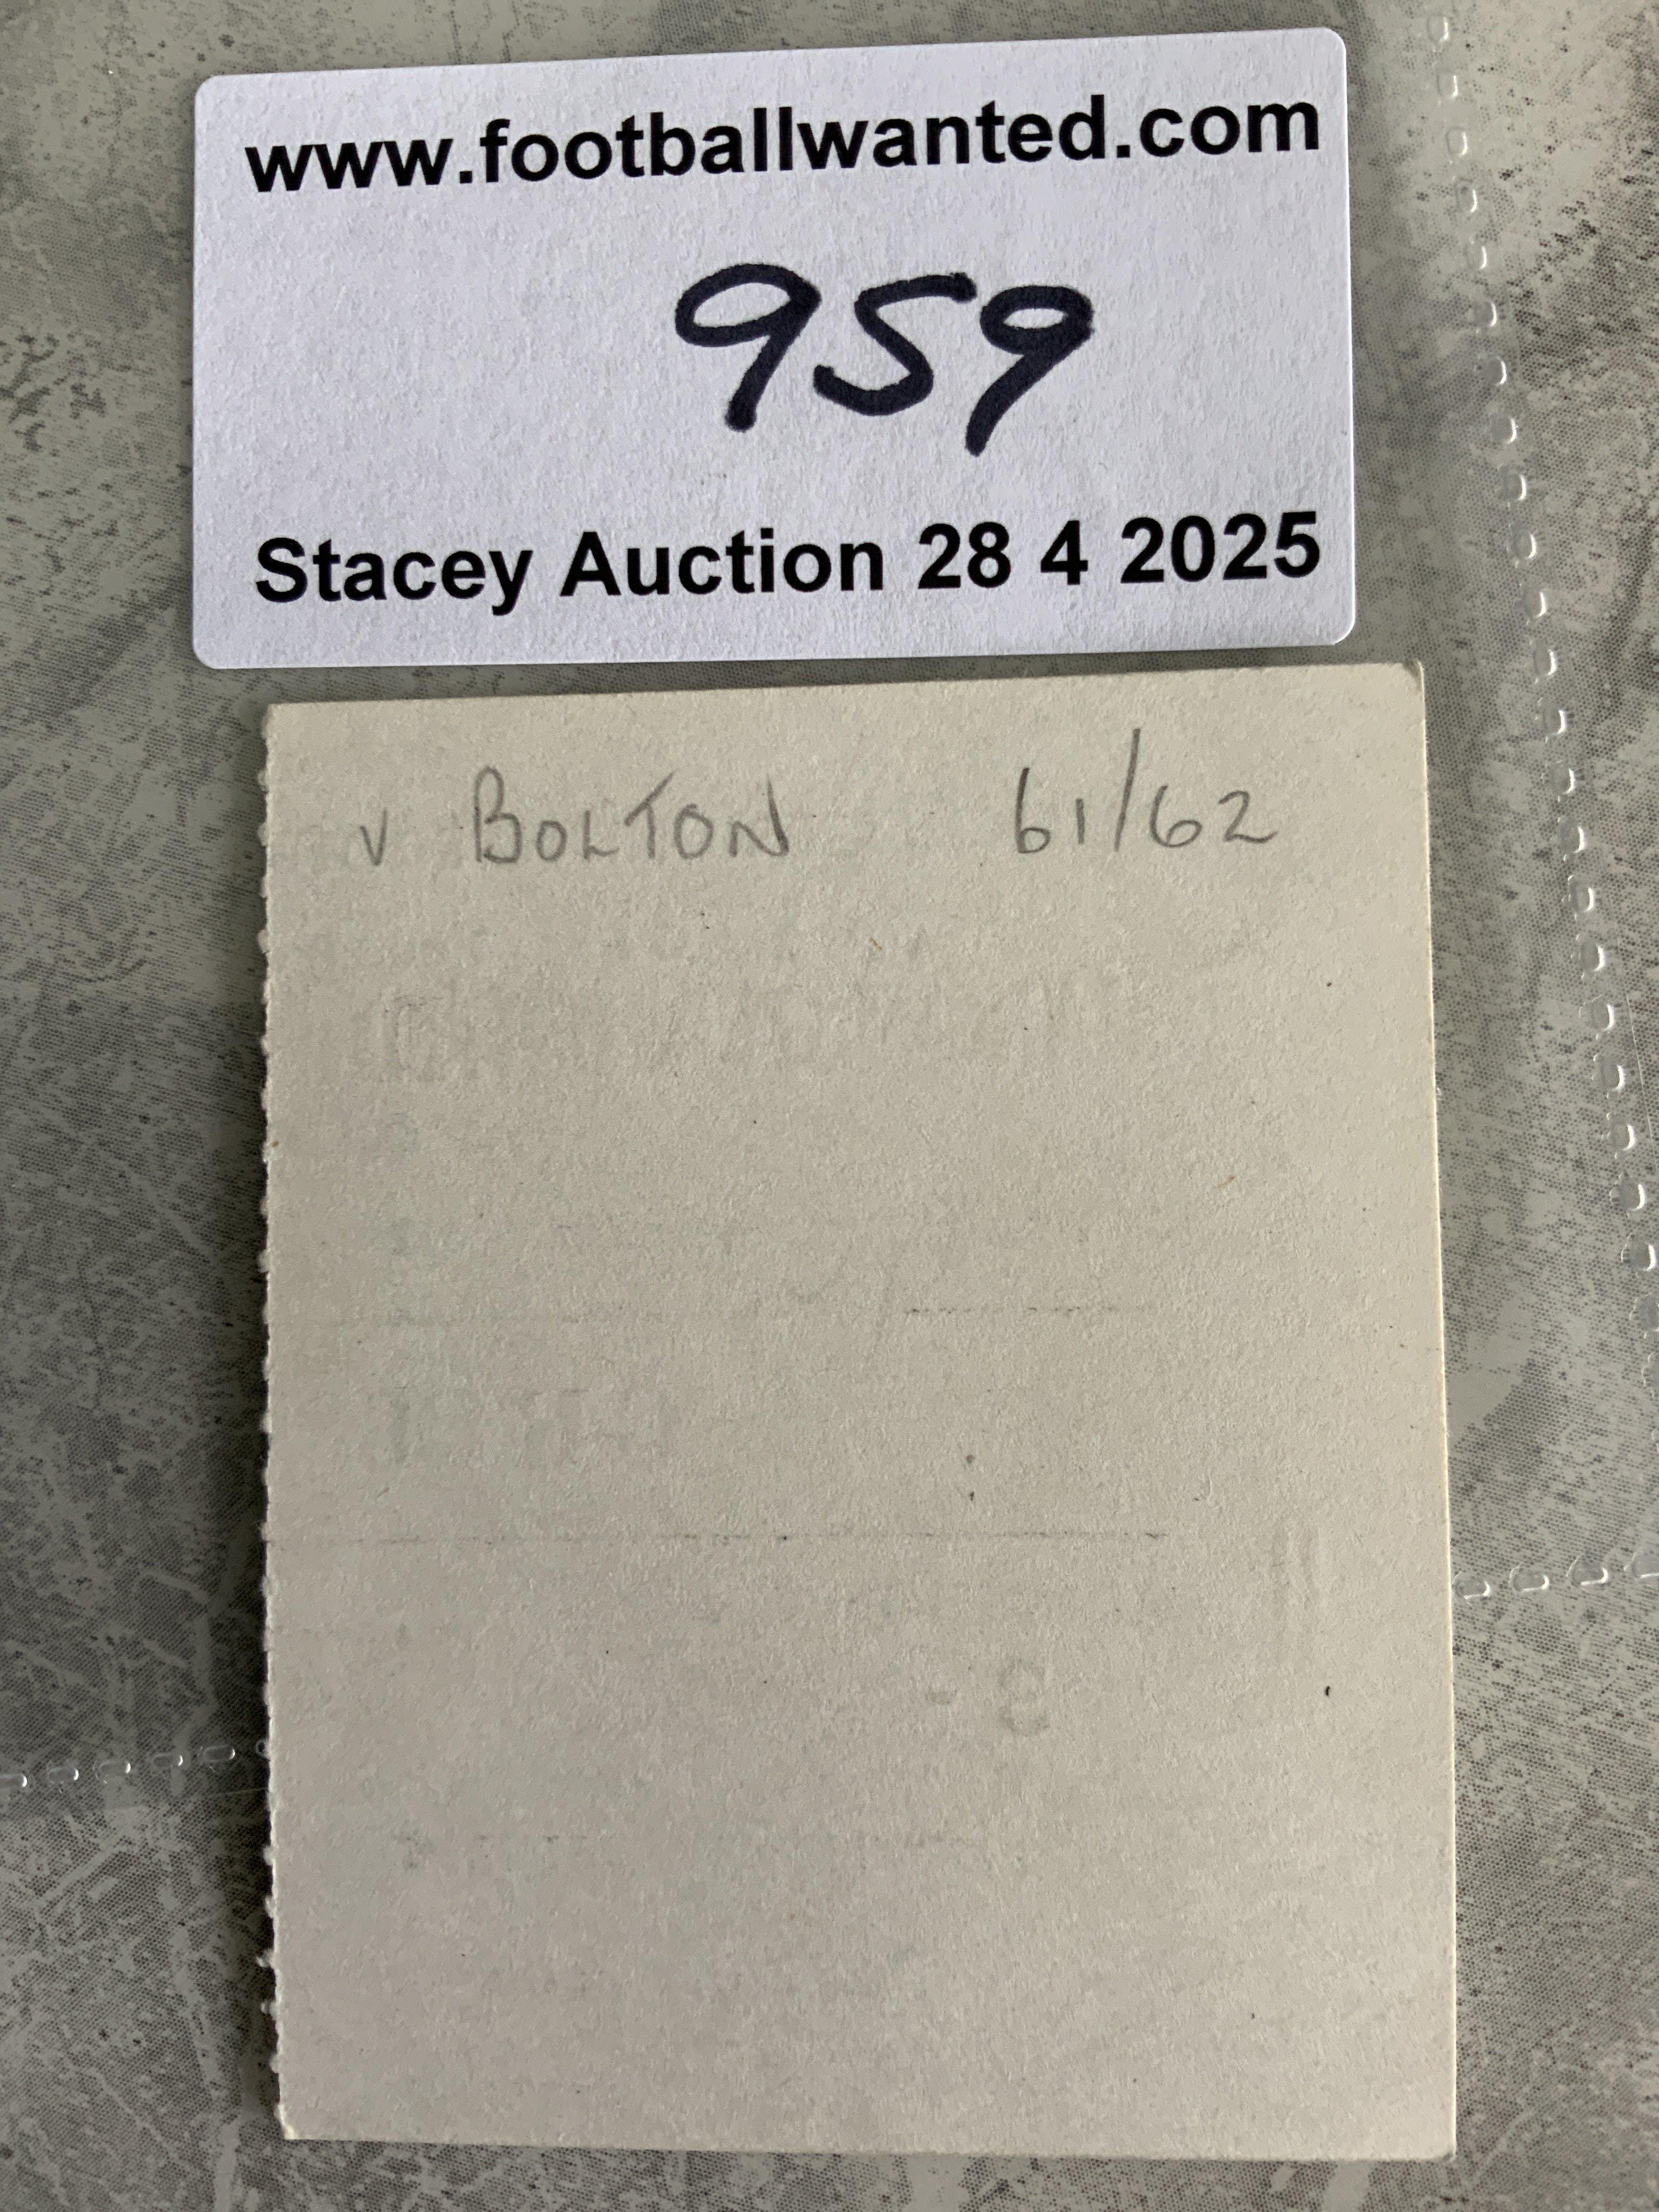 www.footballwanted.com
959
Stacey Auction 28 4 2025
v BOLTON 61/62